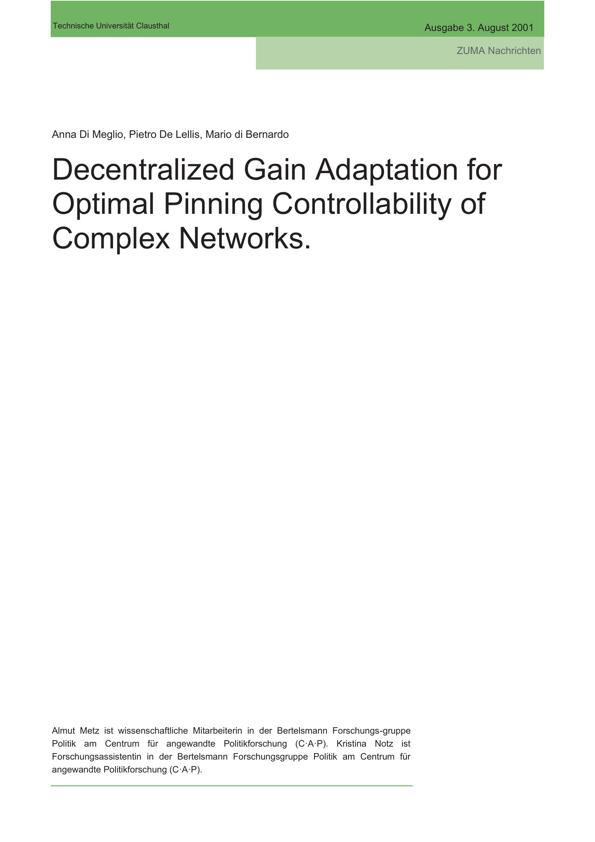 Technische Universität Clausthal
Ausgabe 3. August 2001
ZUMA Nachrichten
Anna Di Meglio, Pietro De Lellis, Mario di Bernardo
Decentralized Gain Adaptation for
Optimal Pinning Controllability of
Complex Networks.
Almut Metz ist wissenschaftliche Mitarbeiterin in der Bertelsmann Forschungs-gruppe
Politik am Centrum für angewandte Politikforschung (C·A·P). Kristina Notz ist
Forschungsassistentin in der Bertelsmann Forschungsgruppe Politik am Centrum für
angewandte Politikforschung (C·A·P).